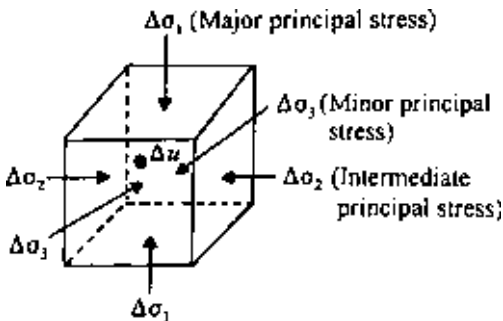 Δσ₁ (Major principal stress)
Δσ₃ (Minor principal
stress)
Δu
Δσ₂
Δσ₂ (Intermediate
principal stress)
Δσ₃
Δσ₁